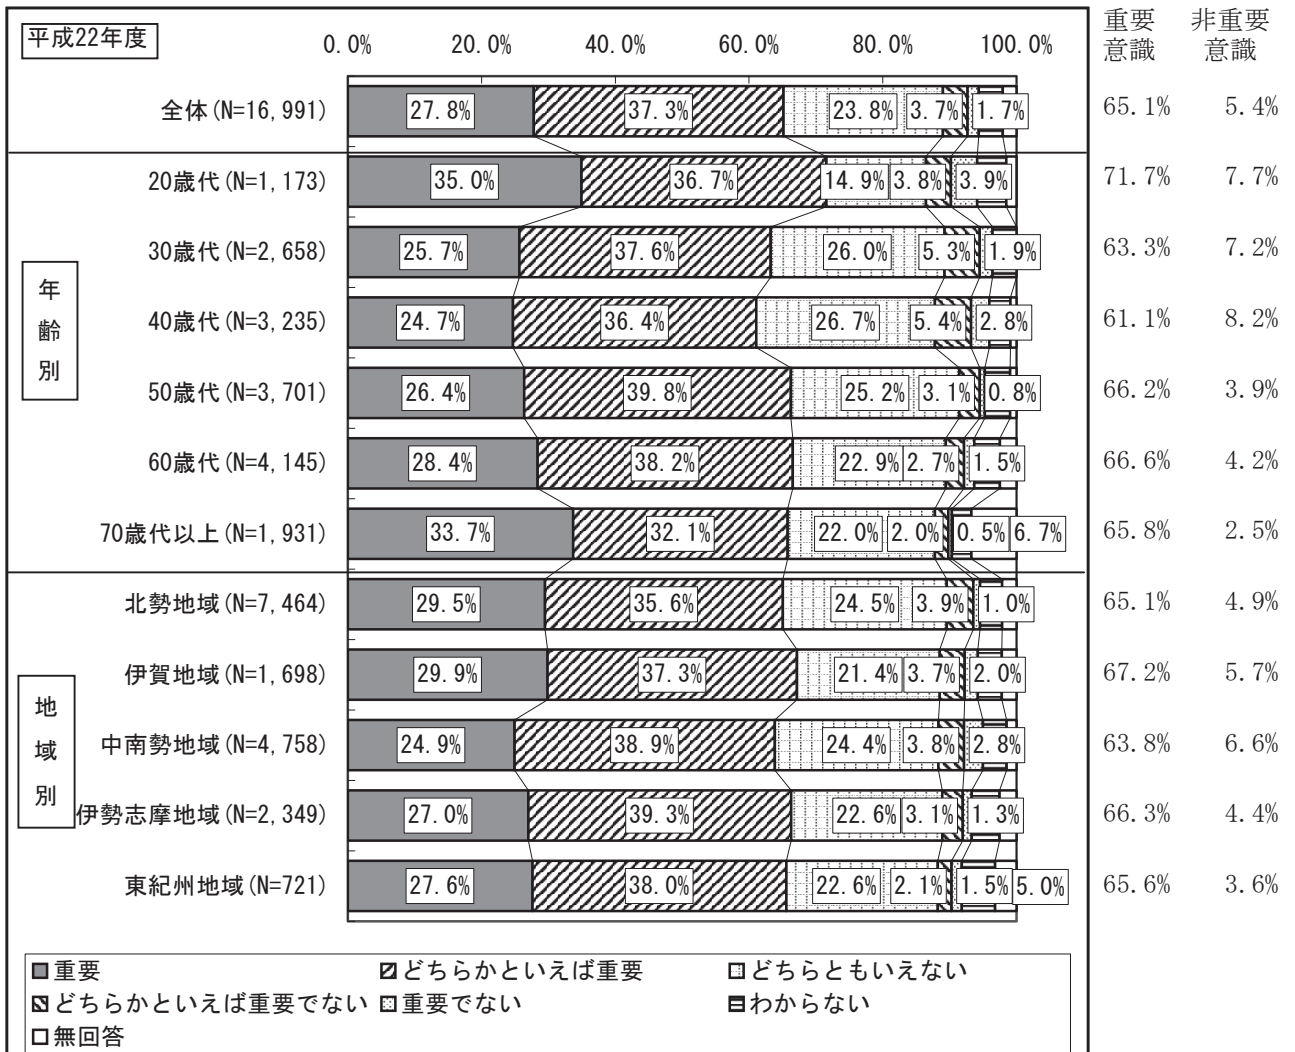 平成22年度
0.0% 20.0% 40.0% 60.0% 80.0% 100.0%
重要意識 非重要意識
全体(N=16,991) 27.8% 37.3% 23.8% 3.7% 1.7% 65.1% 5.4%
年齢別
20歳代(N=1,173) 35.0% 36.7% 14.9% 3.8% 3.9% 71.7% 7.7%
30歳代(N=2,658) 25.7% 37.6% 26.0% 5.3% 1.9% 63.3% 7.2%
40歳代(N=3,235) 24.7% 36.4% 26.7% 5.4% 2.8% 61.1% 8.2%
50歳代(N=3,701) 26.4% 39.8% 25.2% 3.1% 0.8% 66.2% 3.9%
60歳代(N=4,145) 28.4% 38.2% 22.9% 2.7% 1.5% 66.6% 4.2%
70歳代以上(N=1,931) 33.7% 32.1% 22.0% 2.0% 0.5% 6.7% 65.8% 2.5%
地域別
北勢地域(N=7,464) 29.5% 35.6% 24.5% 3.9% 1.0% 65.1% 4.9%
伊賀地域(N=1,698) 29.9% 37.3% 21.4% 3.7% 2.0% 67.2% 5.7%
中南勢地域(N=4,758) 24.9% 38.9% 24.4% 3.8% 2.8% 63.8% 6.6%
伊勢志摩地域(N=2,349) 27.0% 39.3% 22.6% 3.1% 1.3% 66.3% 4.4%
東紀州地域(N=721) 27.6% 38.0% 22.6% 2.1% 1.5% 5.0% 65.6% 3.6%
重要 どちらかといえば重要 どちらともいえない
どちらかといえば重要でない 重要でない わからない
無回答